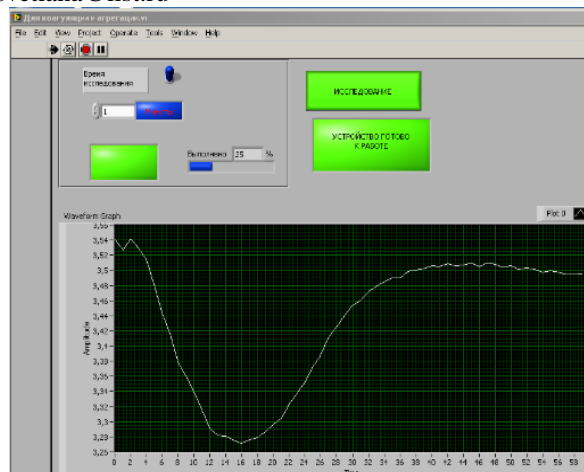 Для коагуляции и агрегации.vi
File Edit View Project Operate Tools Window Help
Время
исследования
1
ИССЛЕДОВАНИЕ
УСТРОЙСТВО ГОТОВО
К РАБОТЕ
Выполнено 25 %
Waveform Graph
Plot 0
3,56
3,54
3,52
3,5
3,48
3,46
3,44
3,42
3,4
3,38
3,36
3,34
3,32
3,3
3,28
3,26
Amplitude
0 2 4 6 8 10 12 14 16 18 20 22 24 26 28 30 32 34 36 38 40 42 44 46 48 50 52 54 56 58